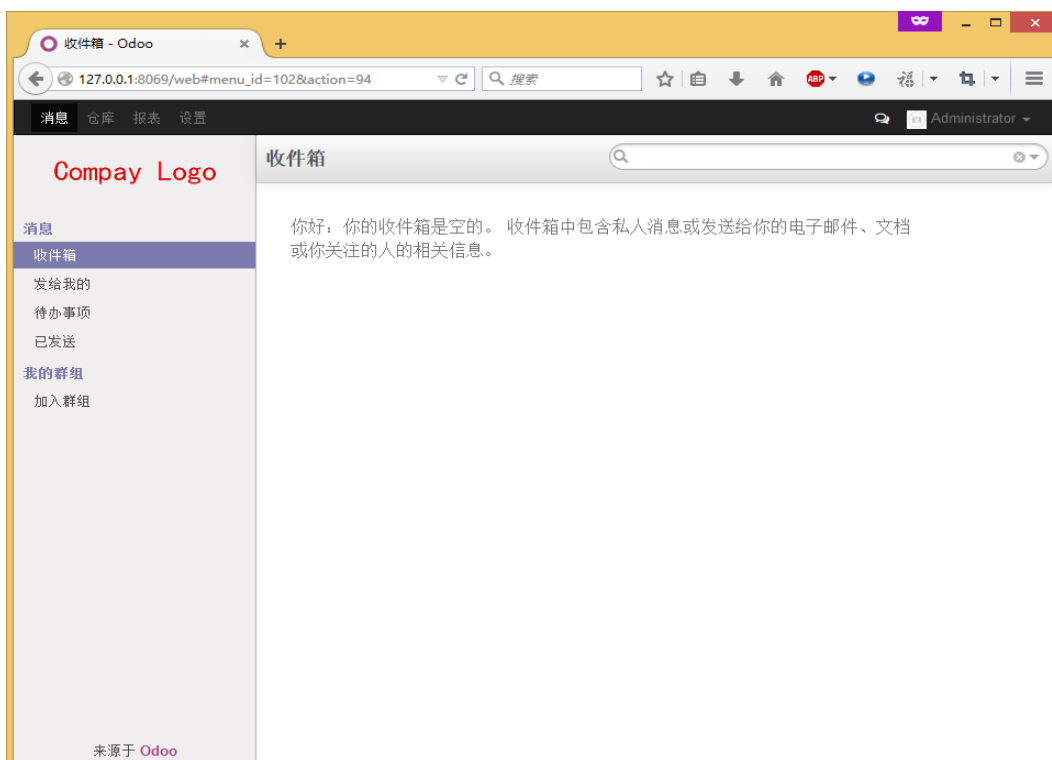 收件箱 - Odoo
127.0.0.1:8069/web#menu_id=102&action=94
搜索
ABP
福
消息 仓库 报表 设置
Administrator
Compay Logo
收件箱
消息
收件箱
发给我的
待办事项
已发送
我的群组
加入群组
你好：你的收件箱是空的。 收件箱中包含私人消息或发送给你的电子邮件、文档
或你关注的人的相关信息。
来源于 Odoo